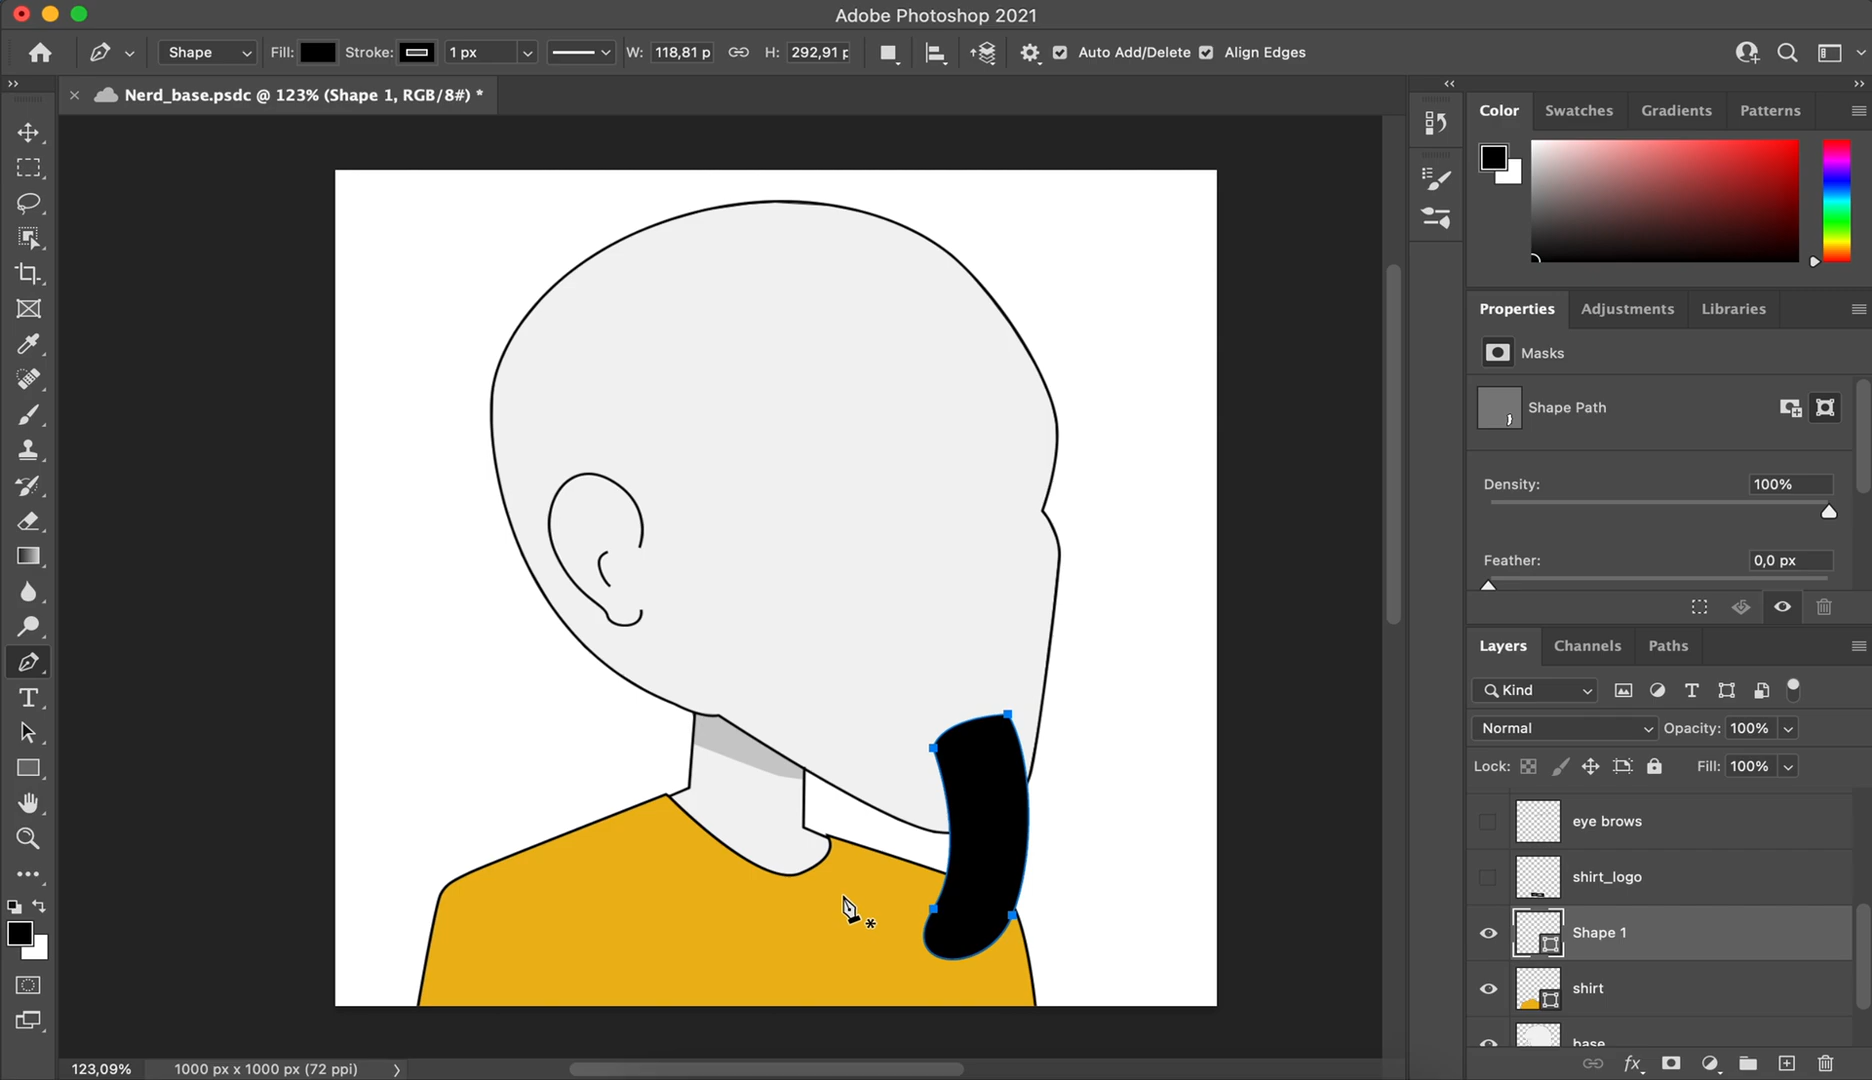 Adobe Photoshop 2021
Shape Fill: Stroke: 1 px W: 118,81 p H: 292,91 Auto Add/Delete Align Edges
Nerd_base.psdc @ 123% (Shape 1, RGB/8#) *
Color Swatches Gradients Patterns
Properties Adjustments Libraries
Masks
Shape Path
Density: 100%
Feather: 0,0 px
Layers Channels Paths
Kind
Normal Opacity: 100%
Lock: Fill: 100%
eye brows
shirt_logo
Shape 1
shirt
base
123,09% 1000 px x 1000 px (72 ppi)